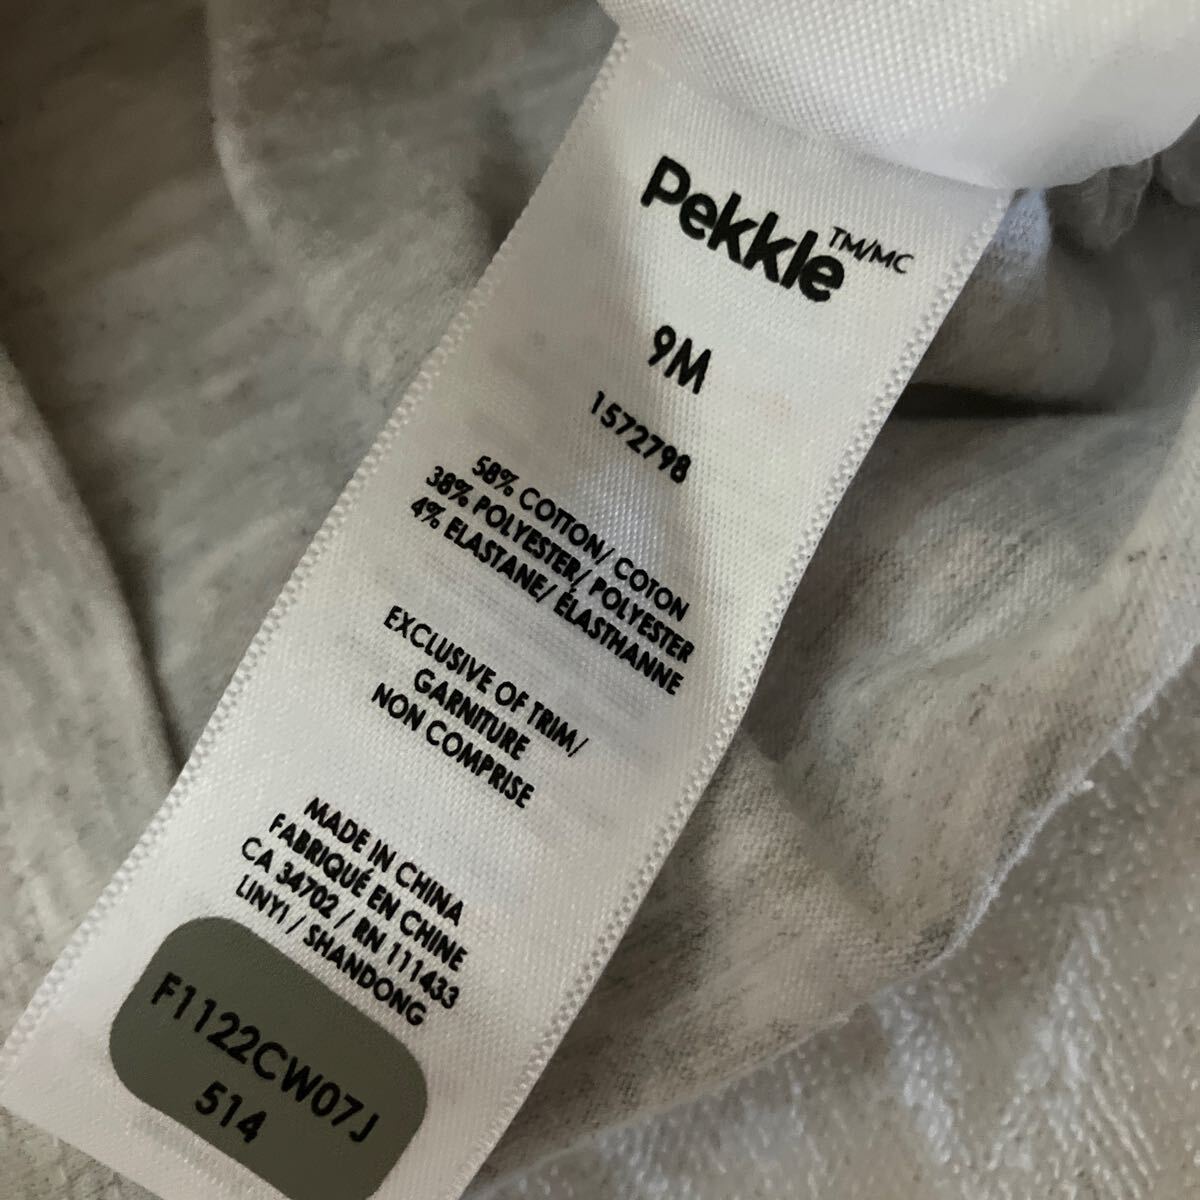 Pekkle TM/MC
9M
1572798
58% COTTON/ COTON
38% POLYESTER/ POLYESTER
4% ELASTANE/ ÉLASTHANNE
EXCLUSIVE OF TRIM/
GARNITURE
NON COMPRISE
MADE IN CHINA
FABRIQUÉ EN CHINE
CA 34702 / RN 111433
LINYI / SHANDONG
F1122CW07J
514